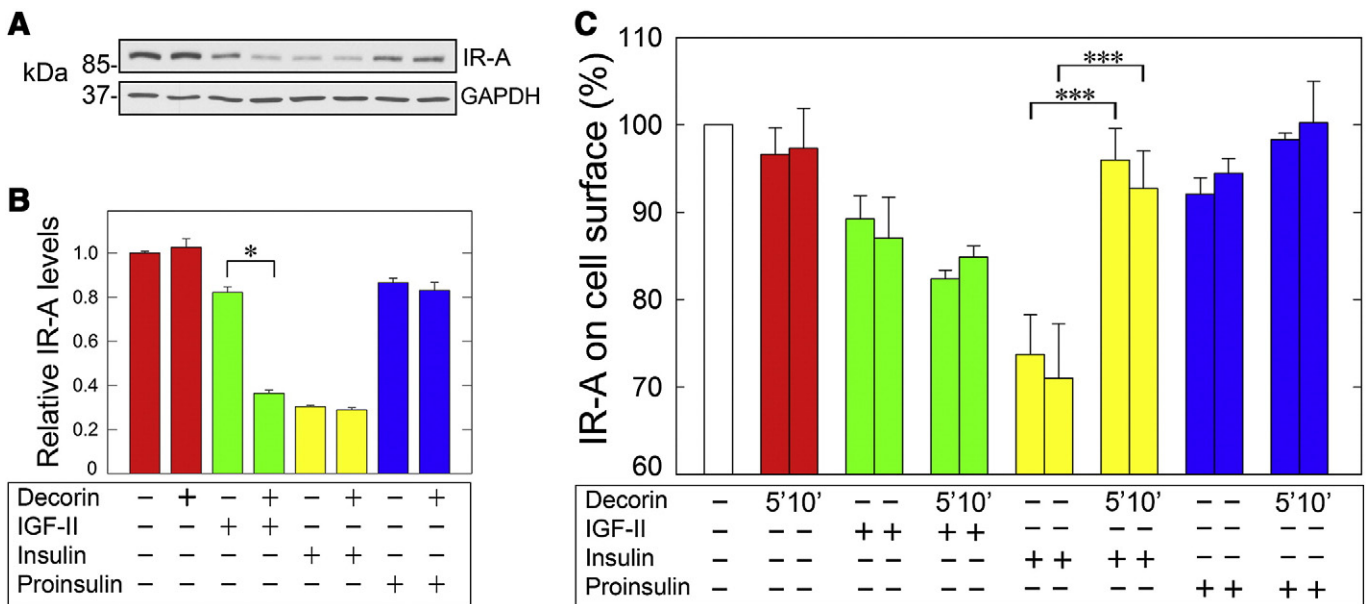 A
kDa
85-
37-
IR-A
GAPDH
B
Relative IR-A levels
1.0
0.8
0.6
0.4
0.2
0
*
Decorin − + − + − + − +
IGF-II − − + + − − − −
Insulin − − − − + + − −
Proinsulin − − − − − − + +
C
IR-A on cell surface (%)
110
100
90
80
70
60
***
***
Decorin − 5’10’ − − 5’10’ − − 5’10’ − − 5’10’
IGF-II − − − + + + + − − − − − − − −
Insulin − − − − − − − + + + + − − − −
Proinsulin − − − − − − − − − − − + + + +